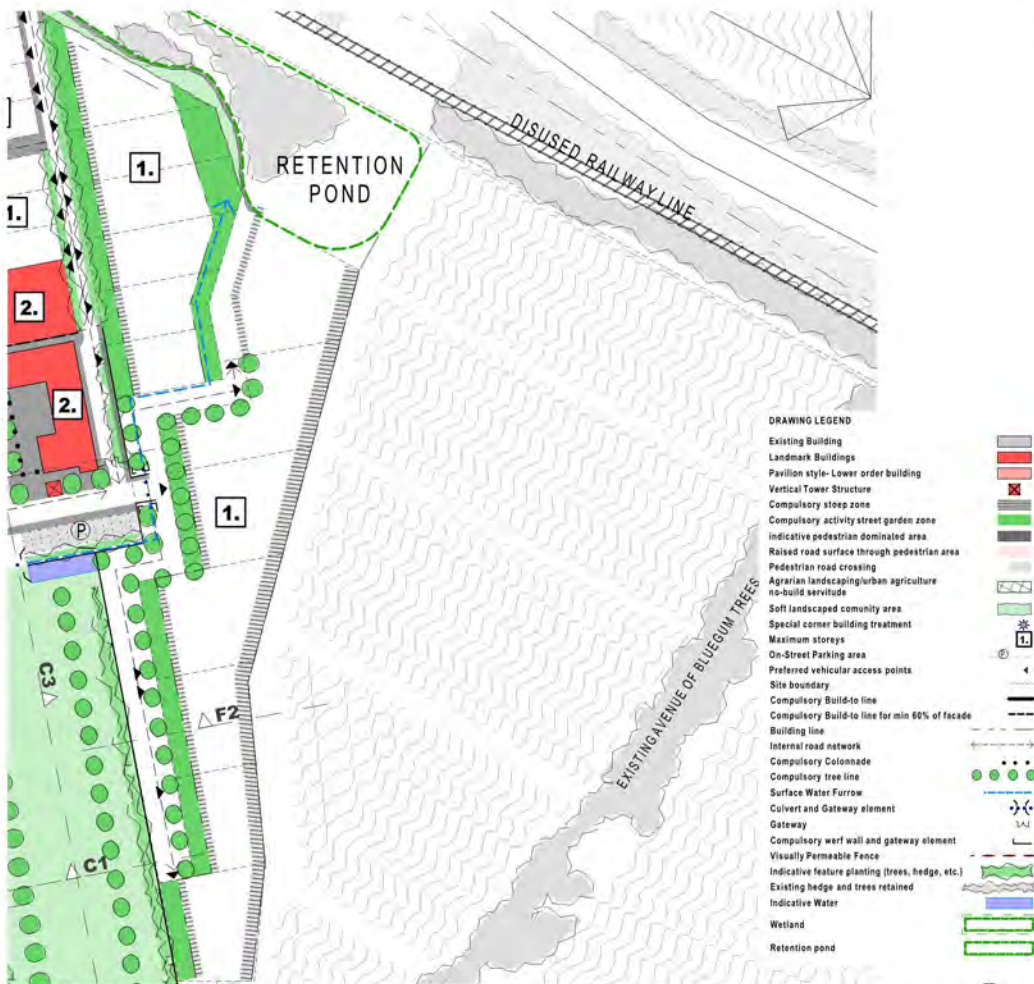 1.
RETENTION
POND
DISUSED RAILWAY LINE
1.
2.
2.
P
1.
C3
F2
C1
EXISTING AVENUE OF BLUEGUM TREES
DRAWING LEGEND
Existing Building
Landmark Buildings
Pavilion style- Lower order building
Vertical Tower Structure
Compulsory stoep zone
Compulsory activity street garden zone
indicative pedestrian dominated area
Raised road surface through pedestrian area
Pedestrian road crossing
Agrarian landscaping/urban agriculture
no-build servitude
Soft landscaped comunity area
Special corner building treatment
Maximum storeys
1.
On-Street Parking area
P
Preferred vehicular access points
Site boundary
Compulsory Build-to line
Compulsory Build-to line for min 60% of facade
Building line
Internal road network
Compulsory Colonnade
Compulsory tree line
Surface Water Furrow
Culvert and Gateway element
Gateway
Compulsory werf wall and gateway element
Visually Permeable Fence
Indicative feature planting (trees, hedge, etc.)
Existing hedge and trees retained
Indicative Water
Wetland
Retention pond